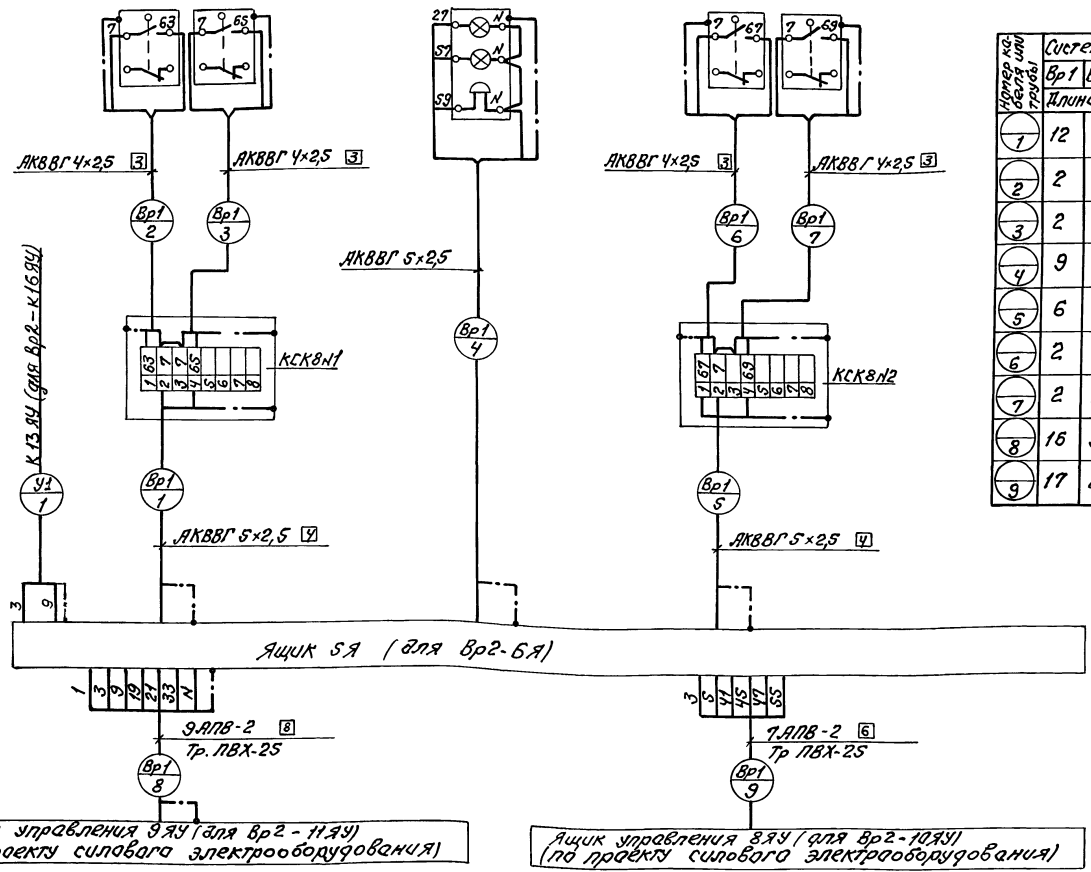 7 63 7 65
27 N
57 N
59 N
7 67 7 69
АКВВГ 4×2,5 3
АКВВГ 4×2,5 3
АКВВГ 4×2,5 3
АКВВГ 4×2,5 3
Вр1
2
Вр1
3
Вр1
6
Вр1
7
АКВВГ 5×2,5
Вр1
4
К 13ЯУ (для Вр2-К16ЯУ)
63 7 7 65
1 2 3 4 5 6 7 8
КСК8№1
67 7 69
1 2 3 4 5 6 7 8
КСК8№2
У1
1
Вр1
1
Вр1
5
АКВВГ 5×2,5 4
АКВВГ 5×2,5 4
3 9
Ящик 5Я (для Вр2-6Я)
1 3 9 19 21 33 N
3 5 41 45 47 55
9АПВ-2 8
Тр. ПВХ-25
7АПВ-2 6
Тр ПВХ-25
Вр1
8
Вр1
9
управления 9ЯУ (для Вр2-11ЯУ)
силового электрооборудования)
Ящик управления 8ЯУ (для Вр2-10ЯУ)
(по проекту силового электрооборудования)
Номер ка-
беля или
трубы
Вр1
1 12
2 2
3 2
4 9
5 6
6 2
7 2
8 16
9 17